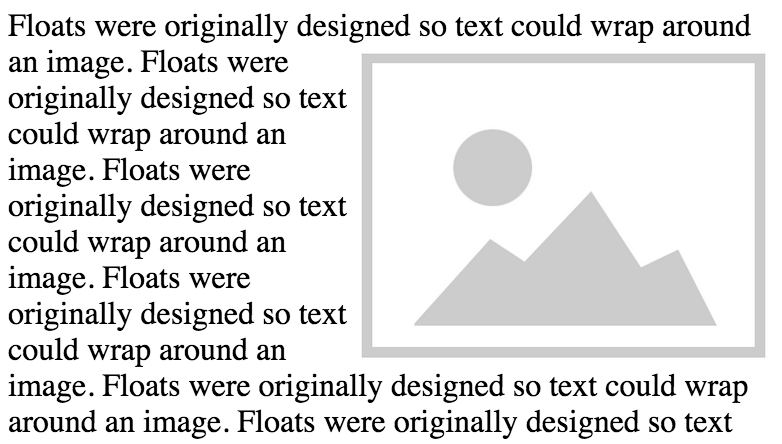 Floats were originally designed so text could wrap around
an image. Floats were
originally designed so text
could wrap around an
image. Floats were
originally designed so text
could wrap around an
image. Floats were
originally designed so text
could wrap around an
image. Floats were originally designed so text could wrap
around an image. Floats were originally designed so text